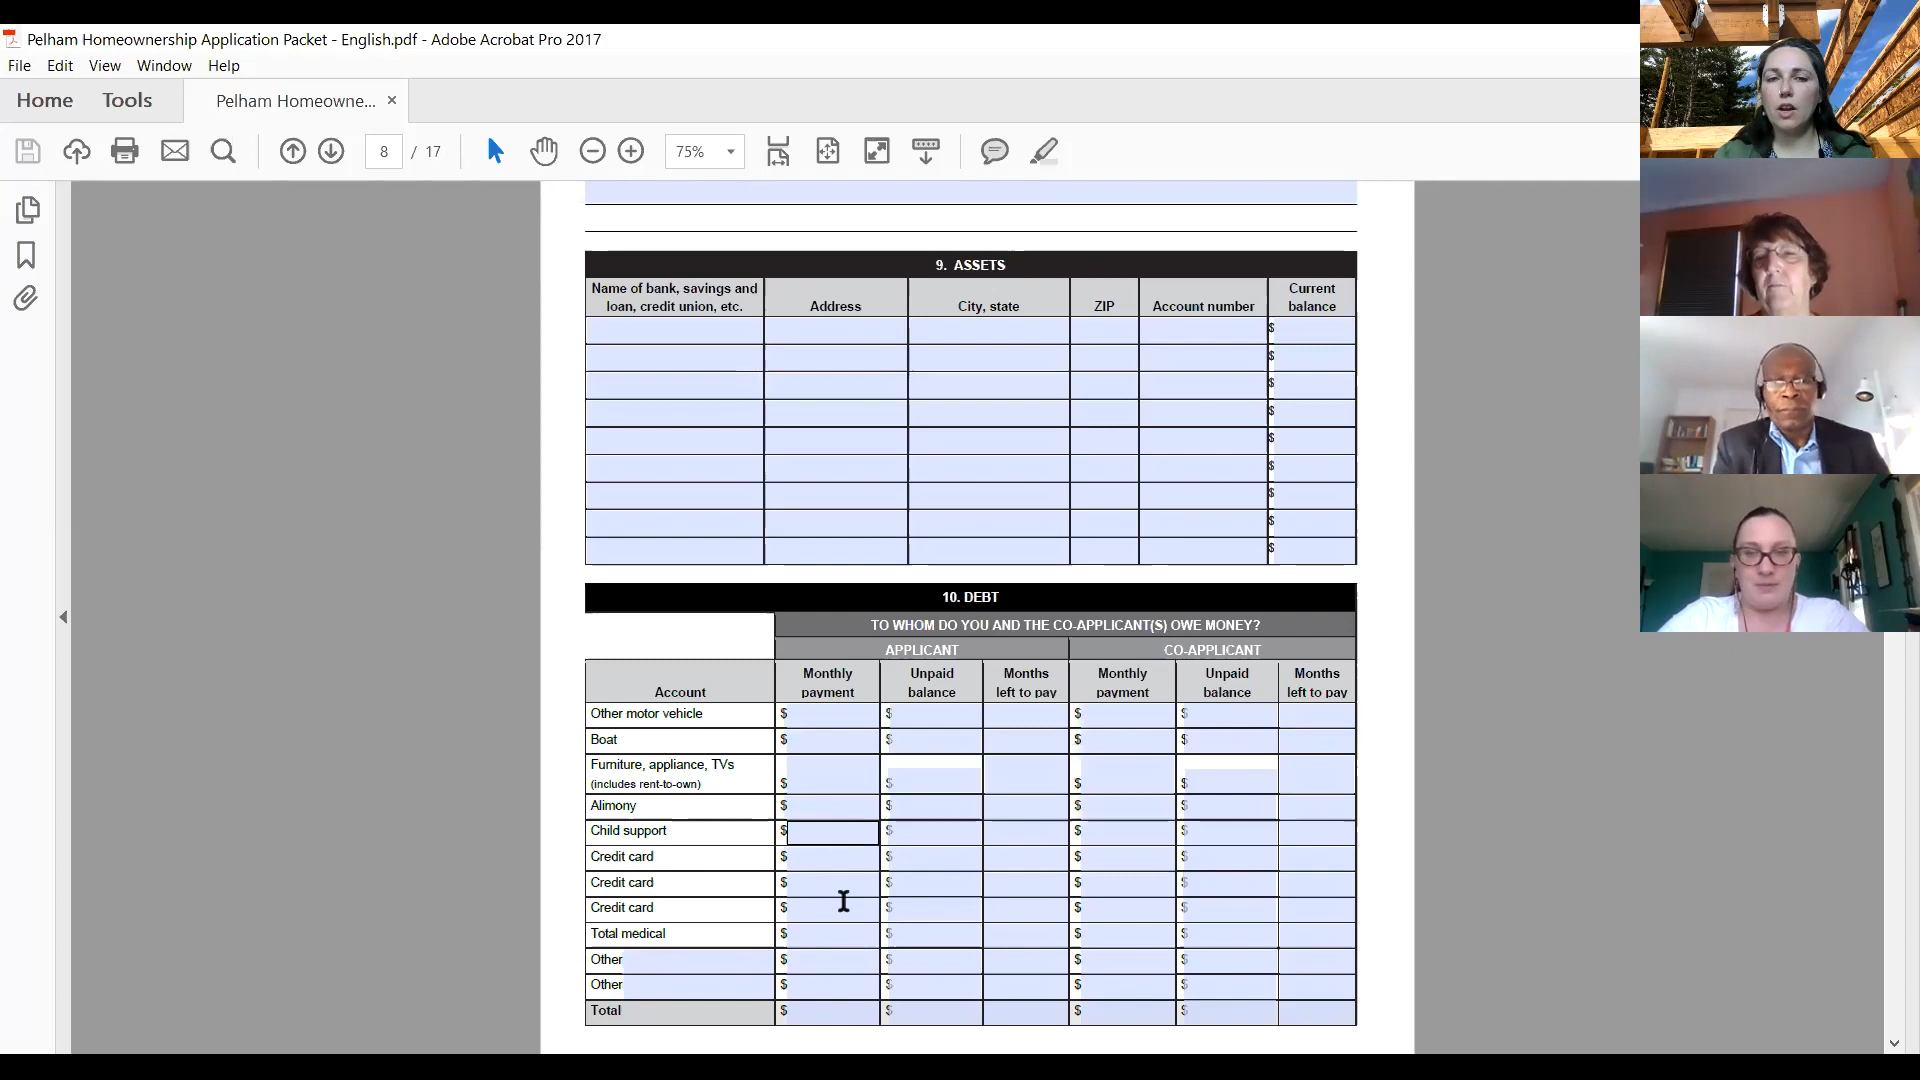 Pelham Homeownership Application Packet - English.pdf - Adobe Acrobat Pro 2017
File Edit View Window Help
Home Tools Pelham Homeowne... ×
8 / 17 75%
9. ASSETS
Name of bank, savings and loan, credit union, etc. Address City, state ZIP Account number Current balance
$
$
$
$
$
$
$
$
$
10. DEBT
TO WHOM DO YOU AND THE CO-APPLICANT(S) OWE MONEY?
APPLICANT CO-APPLICANT
Account Monthly payment Unpaid balance Months left to pay Monthly payment Unpaid balance Months left to pay
Other motor vehicle $ $ $ $
Boat $ $ $ $
Furniture, appliance, TVs
(includes rent-to-own) $ $ $ $
Alimony $ $ $ $
Child support $ $ $ $
Credit card $ $ $ $
Credit card $ $ $ $
Credit card $ $ $ $
Total medical $ $ $ $
Other $ $ $ $
Other $ $ $ $
Total $ $ $ $